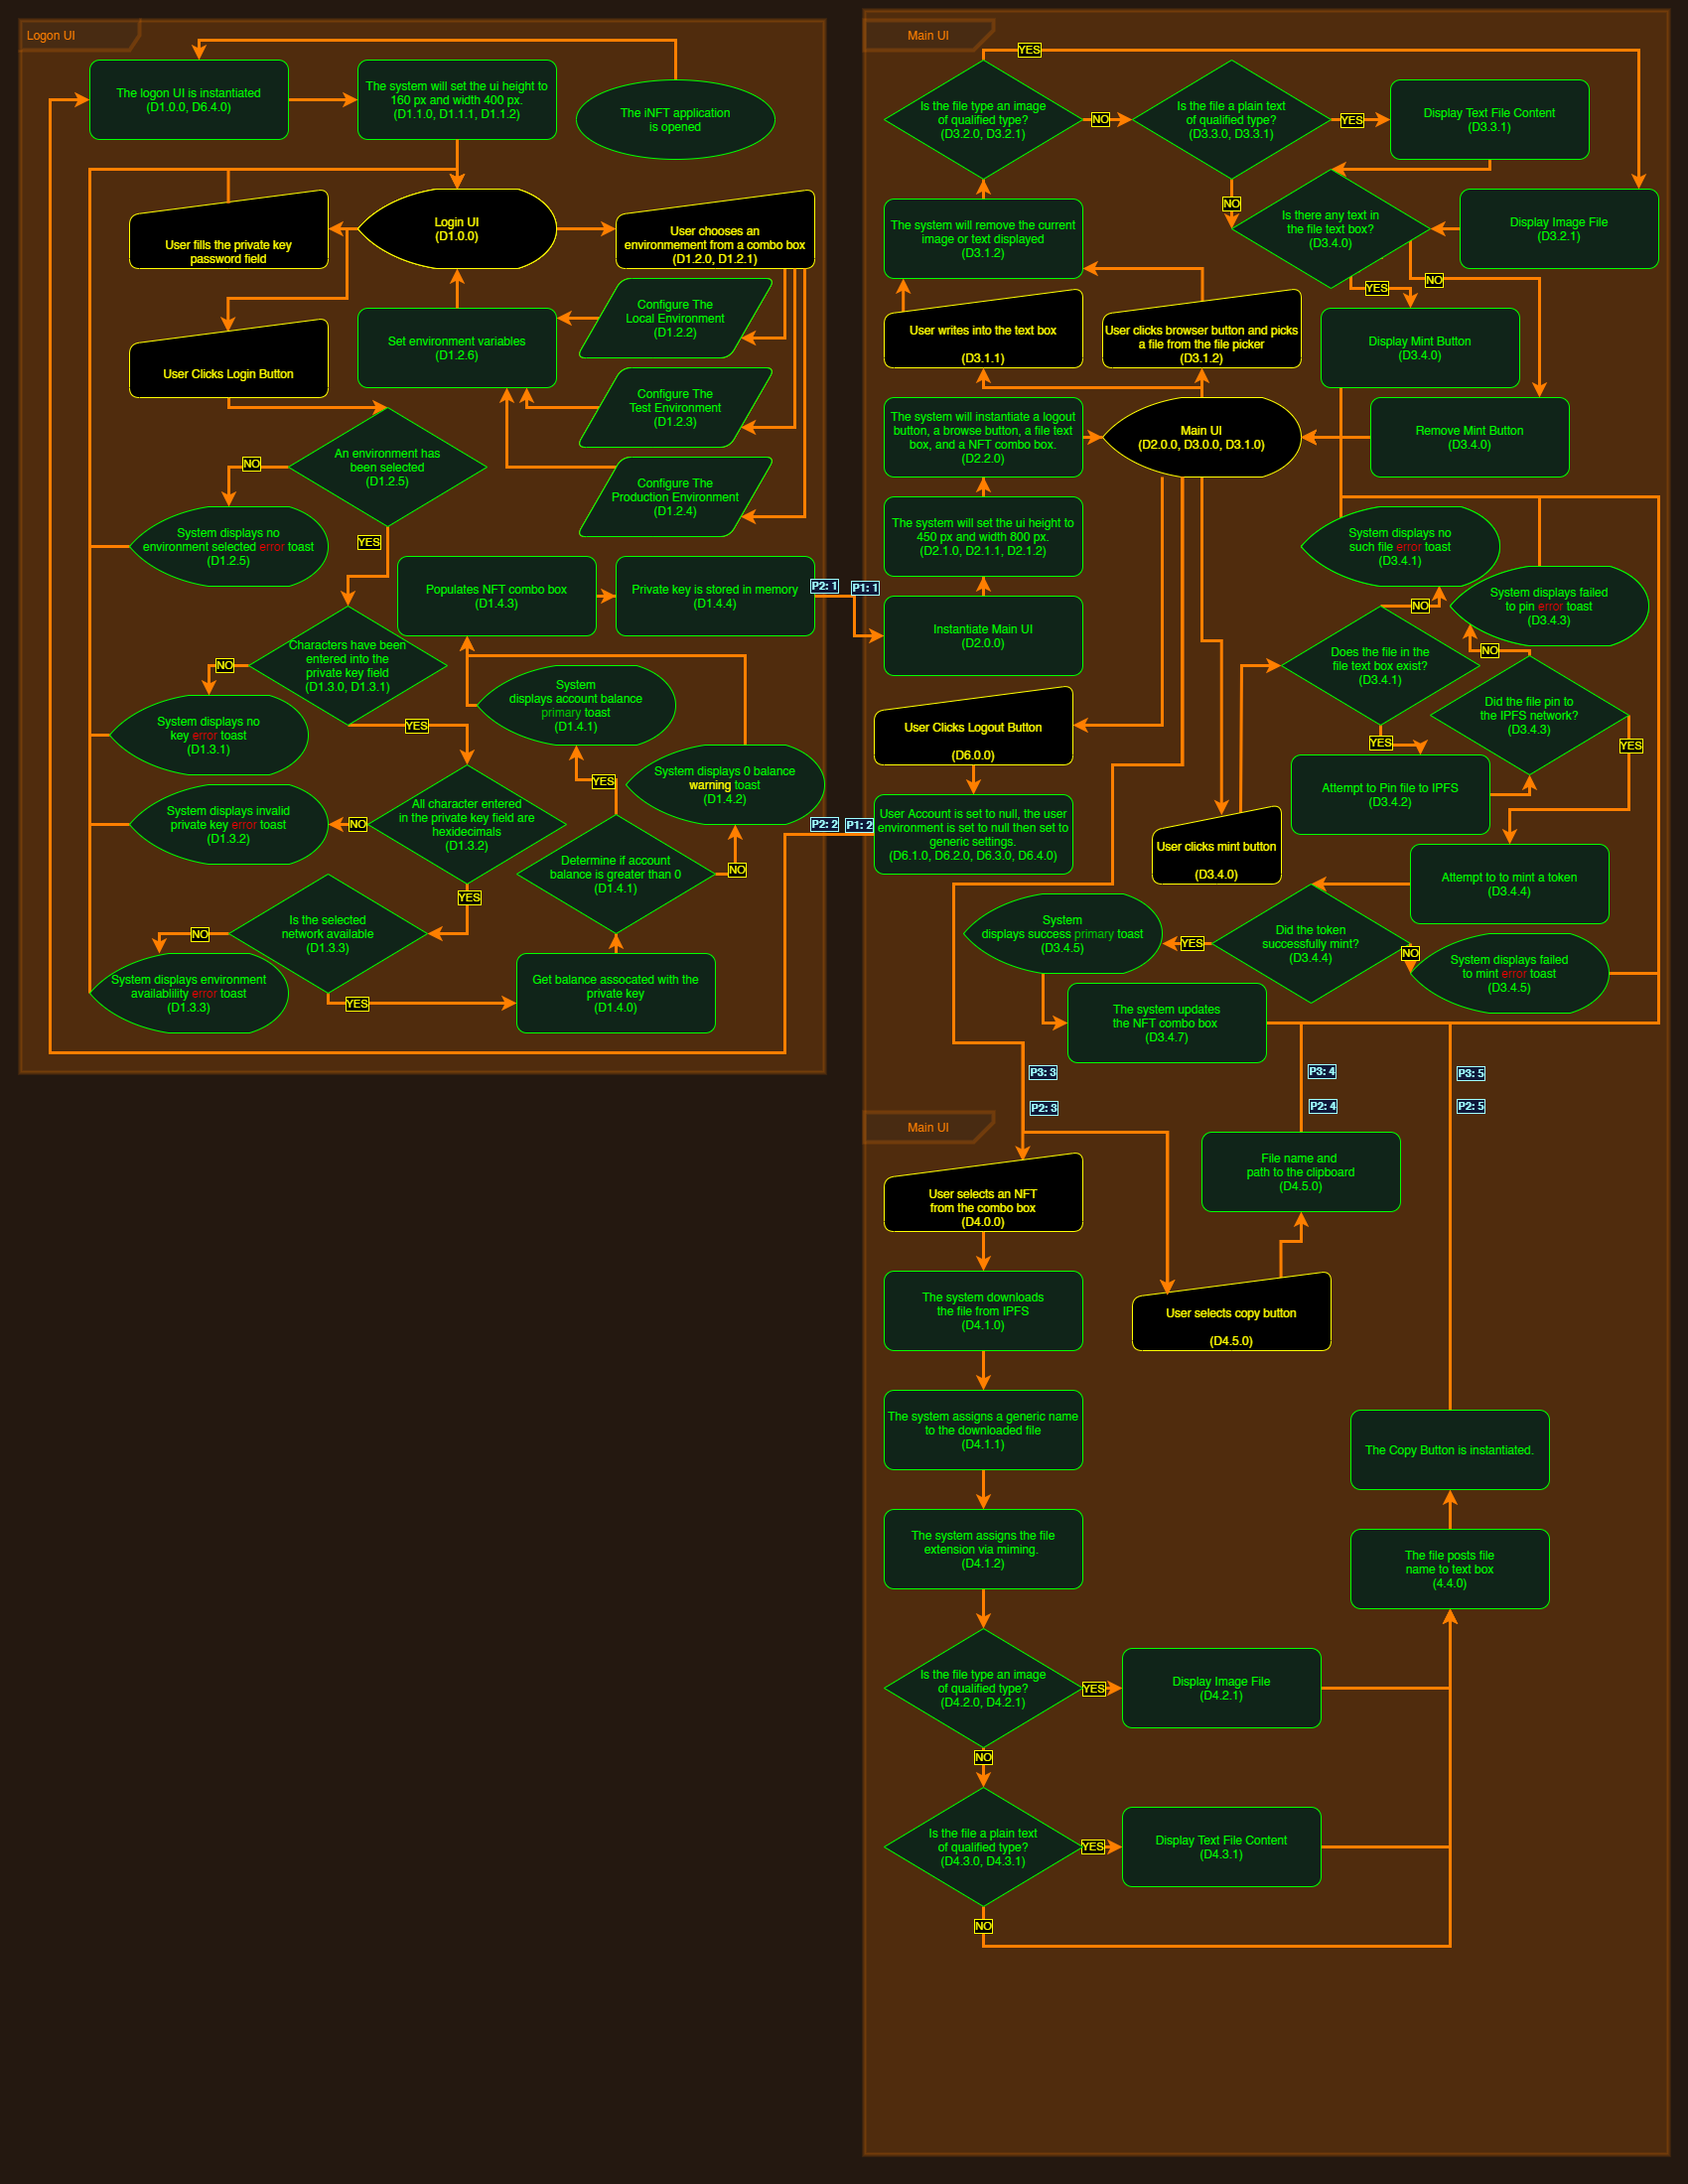 Logon UI
The logon UI is instantiated
(D1.0.0, D6.4.0)
The system will set the ui height to
160 px and width 400 px.
(D1.1.0, D1.1.1, D1.1.2)
The iNFT application
is opened
User fills the private key
password field
Login UI
(D1.0.0)
User chooses an
environmement from a combo box
(D1.2.0, D1.2.1)
Configure The
Local Environment
(D1.2.2)
Set environment variables
(D1.2.6)
User Clicks Login Button
Configure The
Test Environment
(D1.2.3)
An environment has
been selected
(D1.2.5)
NO
Configure The
Production Environment
(D1.2.4)
System displays no
environment selected error toast
(D1.2.5)
YES
Populates NFT combo box
(D1.4.3)
Private key is stored in memory
(D1.4.4)
P2: 1
P1: 1
Characters have been
entered into the
private key field
(D1.3.0, D1.3.1)
NO
System
displays account balance
primary toast
(D1.4.1)
System displays no
key error toast
(D1.3.1)
YES
System displays 0 balance
warning toast
(D1.4.2)
YES
System displays invalid
private key error toast
(D1.3.2)
NO
All character entered
in the private key field are
hexidecimals
(D1.3.2)
P2: 2
P1: 2
Determine if account
balance is greater than 0
(D1.4.1)
NO
YES
Is the selected
network available
(D1.3.3)
NO
System displays environment
availablility error toast
(D1.3.3)
YES
Get balance assocated with the
private key
(D1.4.0)
Main UI
YES
Is the file type an image
of qualified type?
(D3.2.0, D3.2.1)
NO
Is the file a plain text
of qualified type?
(D3.3.0, D3.3.1)
YES
Display Text File Content
(D3.3.1)
NO
The system will remove the current
image or text displayed
(D3.1.2)
Is there any text in
the file text box?
(D3.4.0)
Display Image File
(D3.2.1)
YES
NO
User writes into the text box
(D3.1.1)
User clicks browser button and picks
a file from the file picker
(D3.1.2)
Display Mint Button
(D3.4.0)
The system will instantiate a logout
button, a browse button, a file text
box, and a NFT combo box.
(D2.2.0)
Main UI
(D2.0.0, D3.0.0, D3.1.0)
Remove Mint Button
(D3.4.0)
The system will set the ui height to
450 px and width 800 px.
(D2.1.0, D2.1.1, D2.1.2)
System displays no
such file error toast
(D3.4.1)
Instantiate Main UI
(D2.0.0)
NO
System displays failed
to pin error toast
(D3.4.3)
Does the file in the
file text box exist?
(D3.4.1)
NO
Did the file pin to
the IPFS network?
(D3.4.3)
User Clicks Logout Button
(D6.0.0)
YES
YES
Attempt to Pin file to IPFS
(D3.4.2)
User Account is set to null, the user
environment is set to null then set to
generic settings.
(D6.1.0, D6.2.0, D6.3.0, D6.4.0)
User clicks mint button
(D3.4.0)
Attempt to to mint a token
(D3.4.4)
System
displays success primary toast
(D3.4.5)
YES
Did the token
successfully mint?
(D3.4.4)
NO
System displays failed
to mint error toast
(D3.4.5)
The system updates
the NFT combo box
(D3.4.7)
P3: 3
P3: 4
P3: 5
P2: 3
P2: 4
P2: 5
Main UI
User selects an NFT
from the combo box
(D4.0.0)
File name and
path to the clipboard
(D4.5.0)
The system downloads
the file from IPFS
(D4.1.0)
User selects copy button
(D4.5.0)
The system assigns a generic name
to the downloaded file
(D4.1.1)
The Copy Button is instantiated.
The system assigns the file
extension via miming.
(D4.1.2)
The file posts file
name to text box
(4.4.0)
Is the file type an image
of qualified type?
(D4.2.0, D4.2.1)
YES
Display Image File
(D4.2.1)
NO
Is the file a plain text
of qualified type?
(D4.3.0, D4.3.1)
YES
Display Text File Content
(D4.3.1)
NO